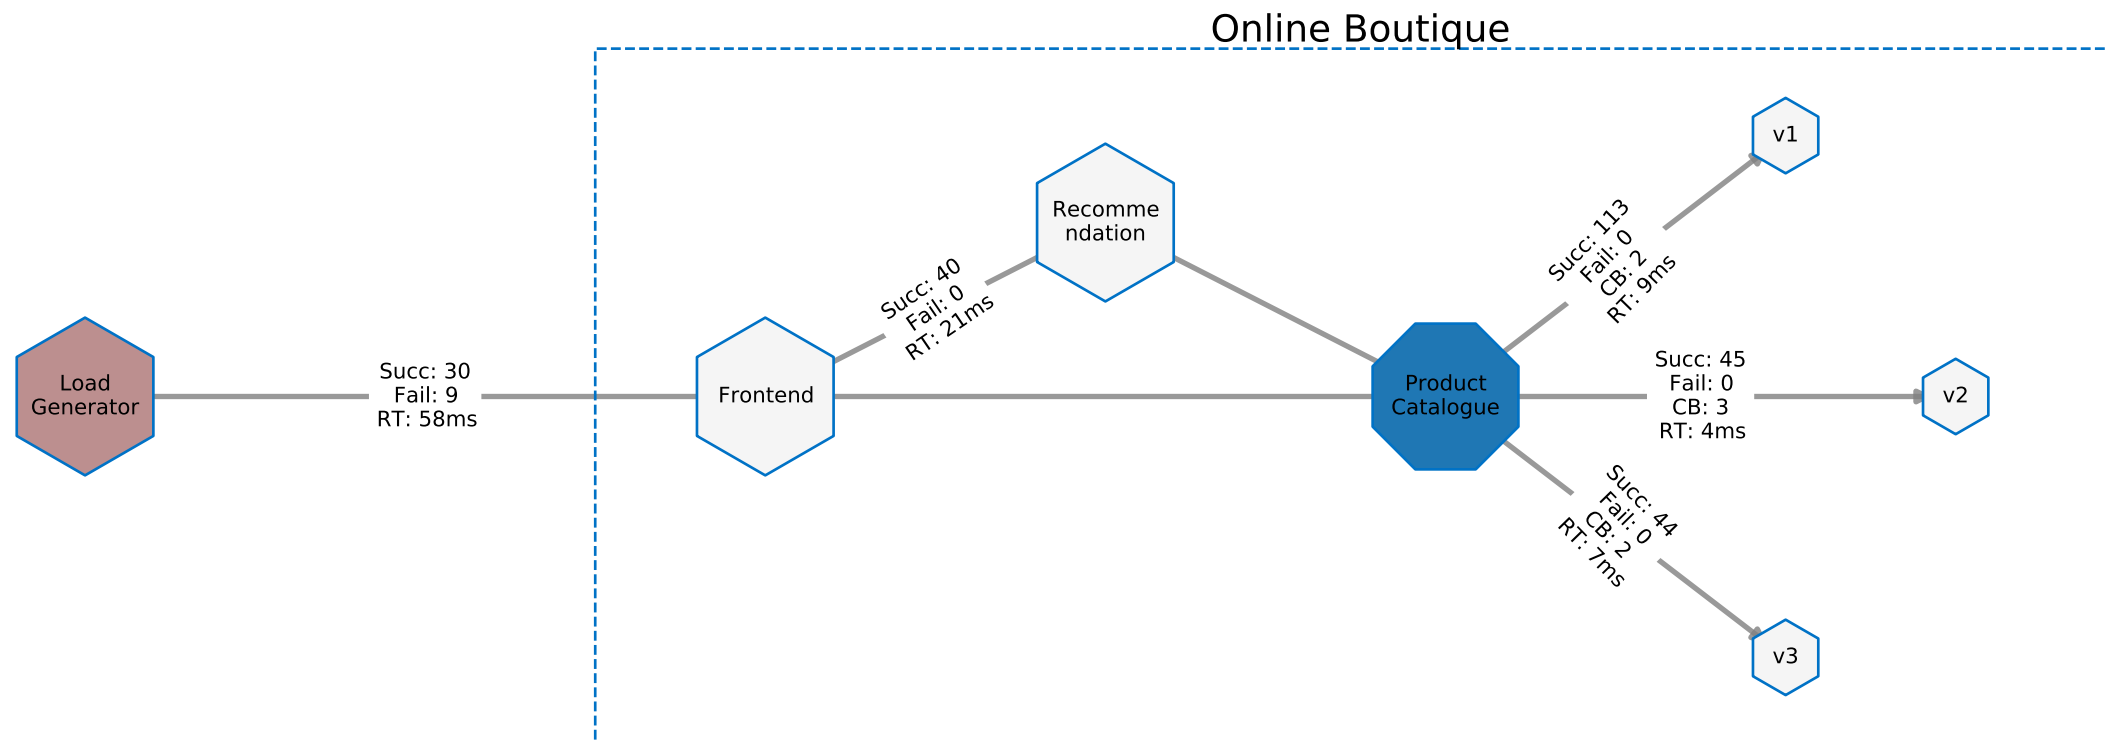 Online Boutique
Load
Generator
Succ: 30
Fail: 9
RT: 58ms
Frontend
Succ: 40
Fail: 0
RT: 21ms
Recomme
ndation
Product
Catalogue
Succ: 113
Fail: 0
CB: 2
RT: 9ms
v1
Succ: 45
Fail: 0
CB: 3
RT: 4ms
v2
Succ: 44
Fail: 0
CB: 2
RT: 7ms
v3